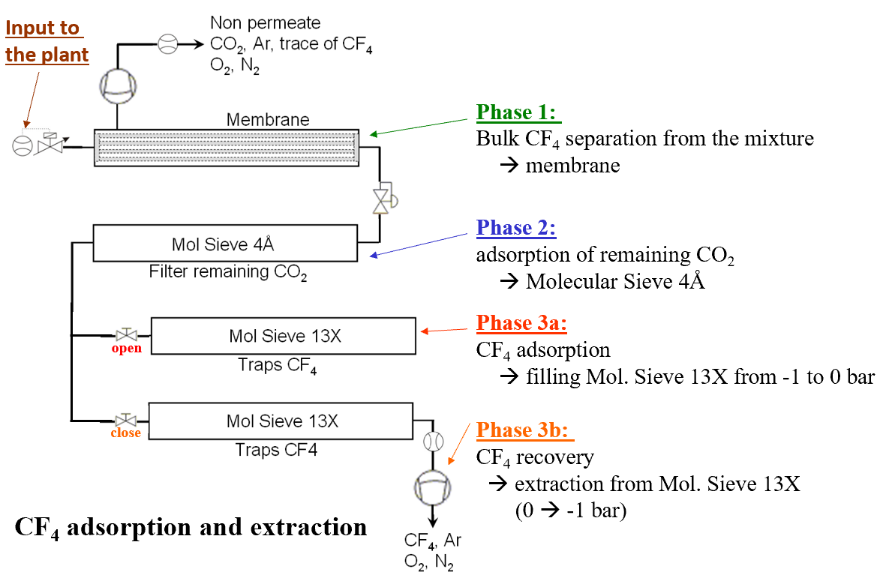 Input to
the plant
Non permeate
CO₂, Ar, trace of CF₄
O₂, N₂
Membrane
Phase 1:
Bulk CF₄ separation from the mixture
→ membrane
Mol Sieve 4Å
Filter remaining CO₂
Phase 2:
adsorption of remaining CO₂
→ Molecular Sieve 4Å
open
Mol Sieve 13X
Traps CF₄
Phase 3a:
CF₄ adsorption
→ filling Mol. Sieve 13X from -1 to 0 bar
close
Mol Sieve 13X
Traps CF4
Phase 3b:
CF₄ recovery
→ extraction from Mol. Sieve 13X
(0 → -1 bar)
CF₄ adsorption and extraction
CF₄, Ar
O₂, N₂